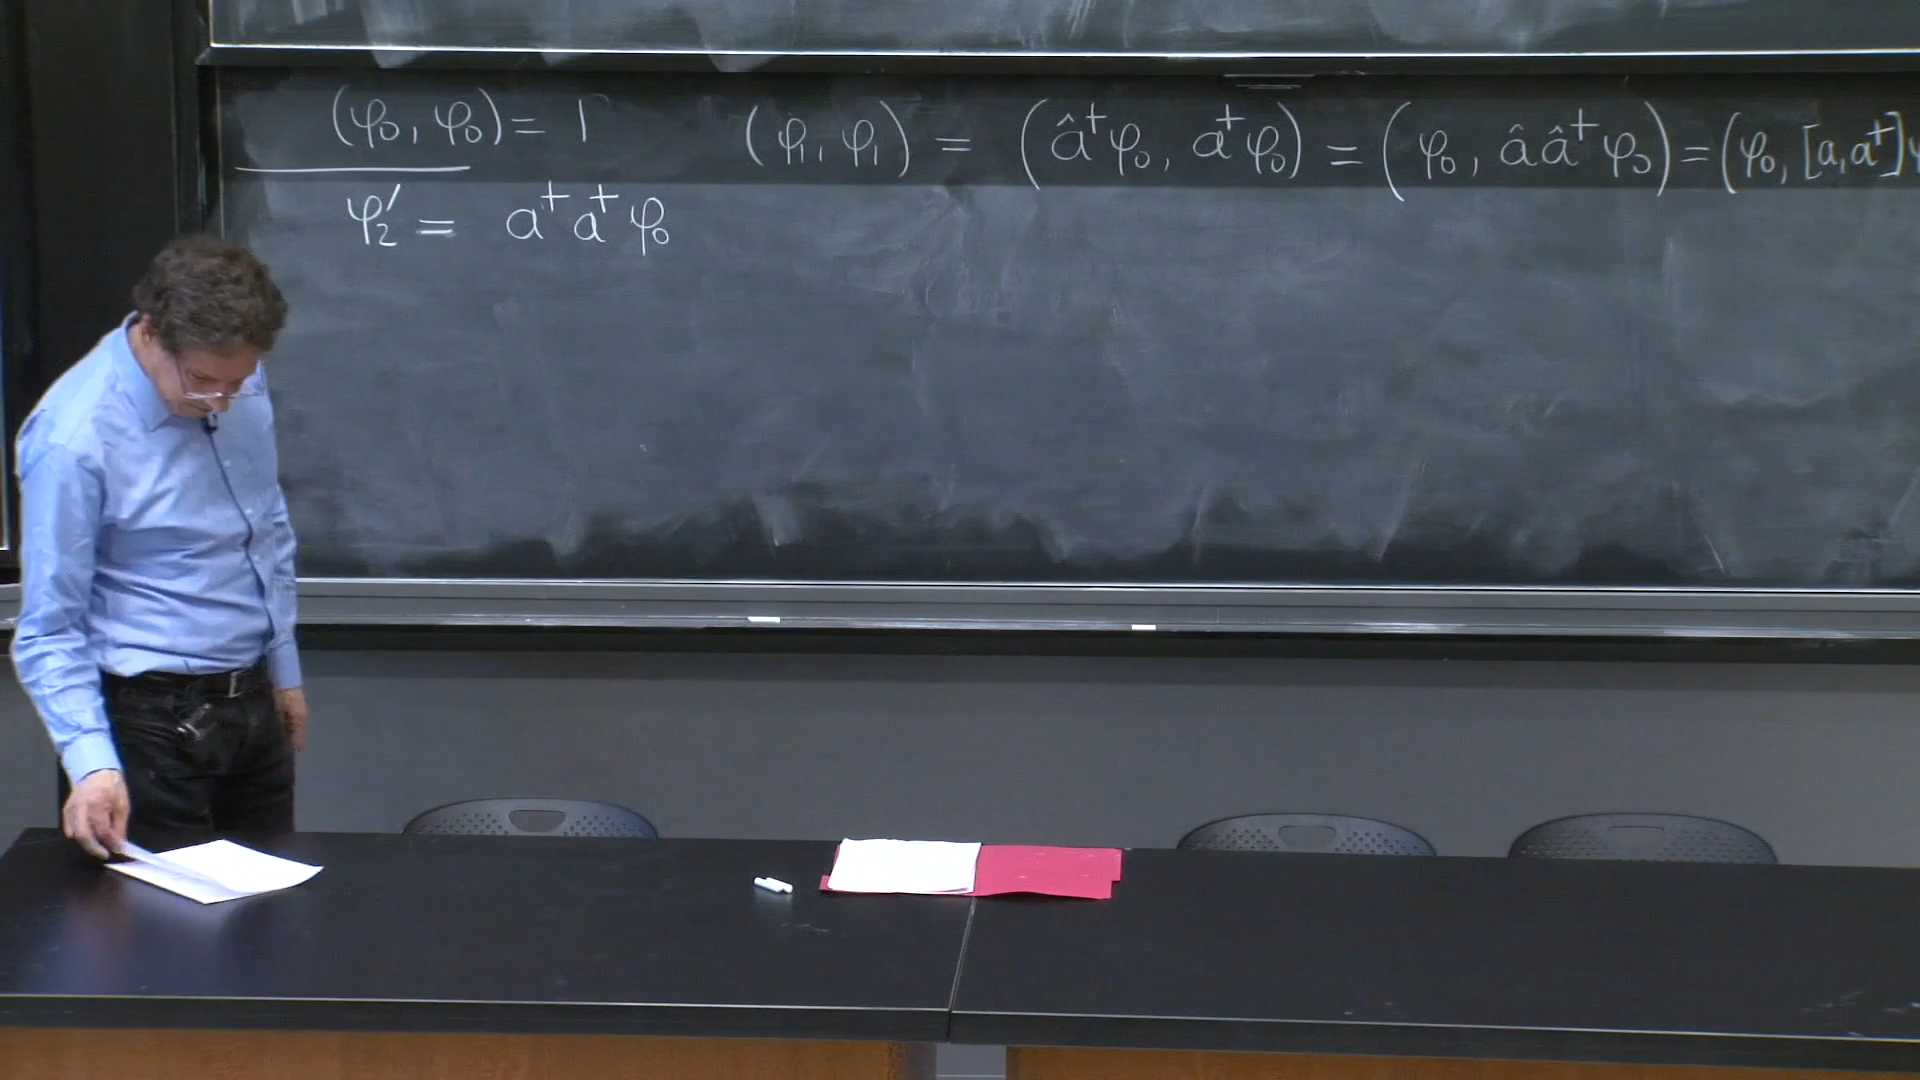 (φ₀, φ₀) = 1 (φ₁, φ₁) = (â†φ₀, a†φ₀) = (φ₀, ââ†φ₀) = (φ₀, [a, a†]φ
φ₂′ = a†a†φ₀